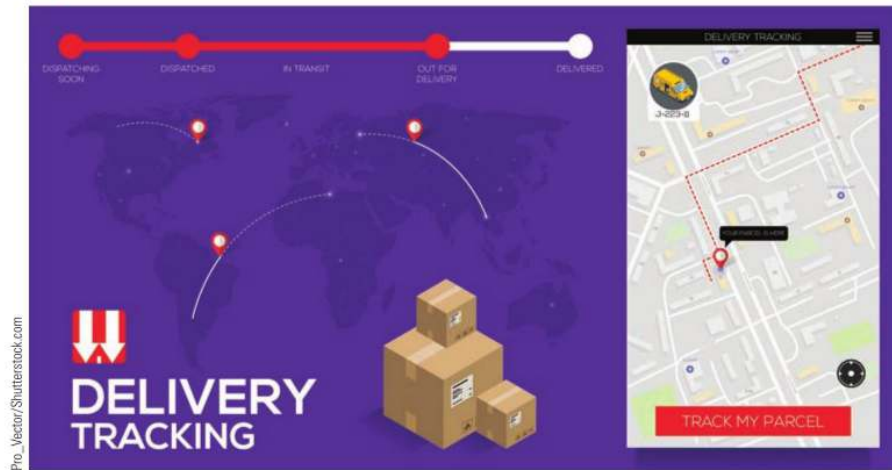 DISPATCHING
SOON
DISPATCHED
IN TRANSIT
OUT FOR
DELIVERY
DELIVERED
DELIVERY
TRACKING
DELIVERY TRACKING
J-223-B
YOUR PARCEL IS HERE
TRACK MY PARCEL
Pro_Vector/Shutterstock.com